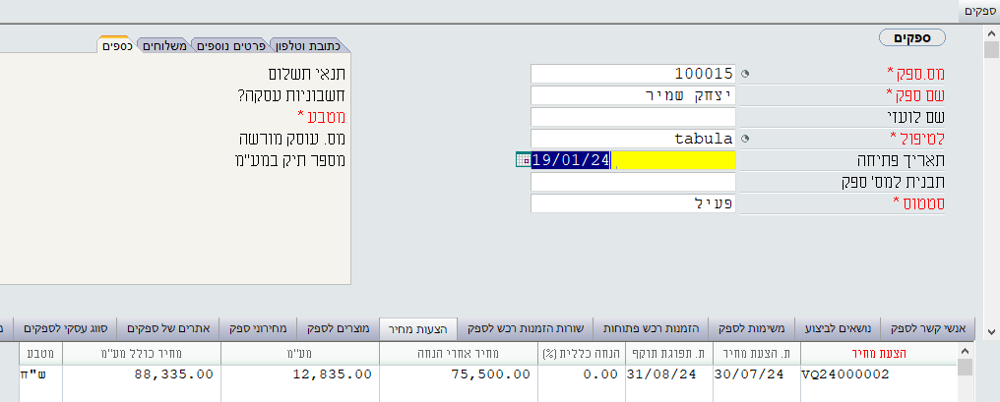 ספקים
ספקים
כתובת וטלפון
פרטים נוספים
משלוחים
כספים
מס.ספק * 100015
שם ספק * יצחק שמיר
שם לועזי
לטיפול * tabula
תאריך פתיחה 19/01/24
תבנית למס' ספק
סטטוס * פעיל
תנאי תשלום
חשבוניות עסקה?
מטבע *
מס. עוסק מורשה
מספר תיק במע"מ
אנשי קשר לספק
נושאים לביצוע
משימות לספק
הזמנות רכש פתוחות
שורות הזמנות רכש לספק
הצעות מחיר
מוצרים לספק
מחירוני ספק
אתרים של ספקים
סווג עסקי לספקים
הצעת מחיר ת. הצעת מחיר ת. תפוגת תוקף הנחה כללית (%) מחיר אחרי הנחה מע"מ מחיר כולל מע"מ מטבע
VQ24000002 30/07/24 31/08/24 0.00 75,500.00 12,835.00 88,335.00 ש"ח